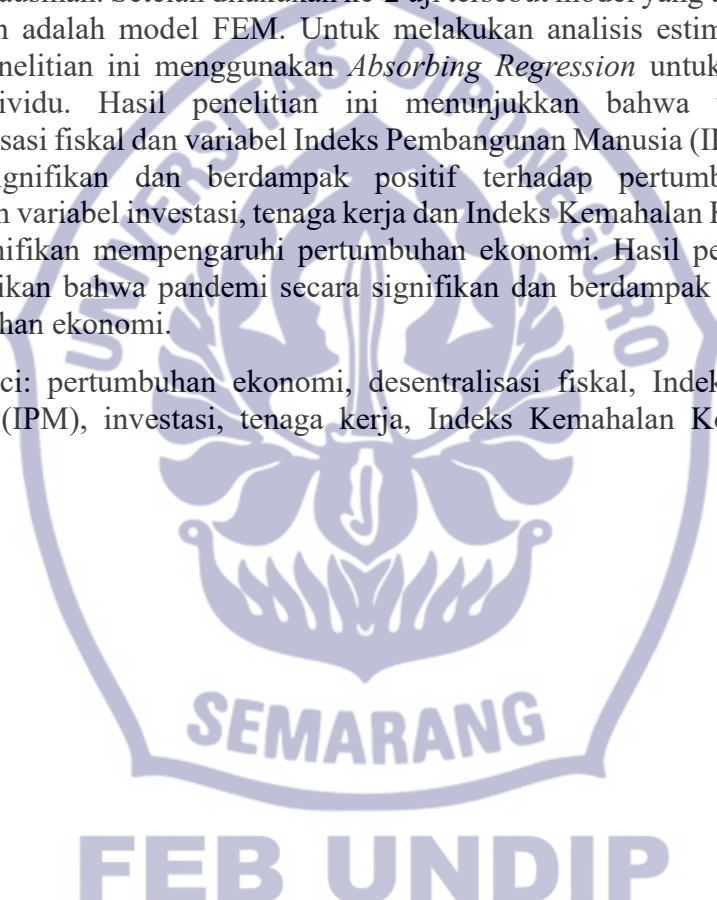 Setelah dilakukan ke-2 uji tersebut model yang
n adalah model FEM. Untuk melakukan analisis estim
nelitian ini menggunakan Absorbing Regression untuk
ividu. Hasil penelitian ini menunjukkan bahwa
sasi fiskal dan variabel Indeks Pembangunan Manusia (II
gnifikan dan berdampak positif terhadap pertumb
n variabel investasi, tenaga kerja dan Indeks Kemahalan
nifikan mempengaruhi pertumbuhan ekonomi. Hasil pe
ikan bahwa pandemi secara signifikan dan berdampak
han ekonomi.
ci: pertumbuhan ekonomi, desentralisasi fiskal, Indek
(IPM), investasi, tenaga kerja, Indeks Kemahalan Ko
UNIVERSITAS DIPONEGORO
SEMARANG
FEB UNDIP